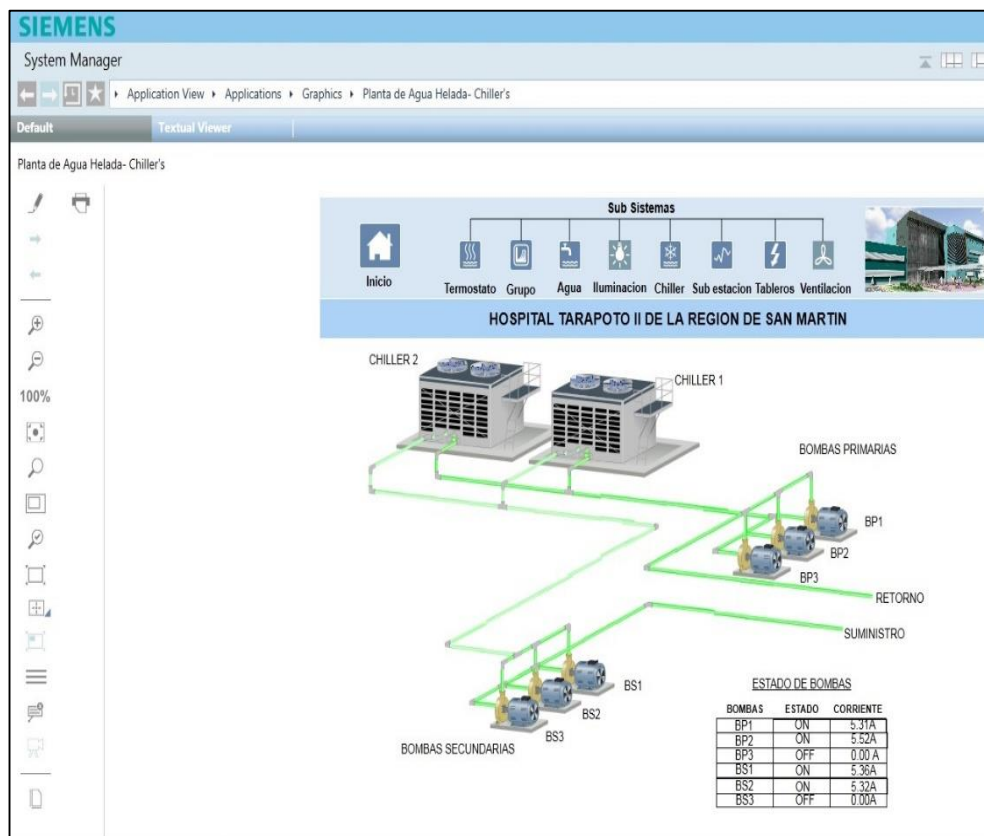 SIEMENS
System Manager
Application View Applications Graphics Planta de Agua Helada- Chiller's
Default Textual Viewer
Planta de Agua Helada- Chiller's
Sub Sistemas
Inicio
Termostato Grupo Agua Iluminacion Chiller Sub estacion Tableros Ventilacion
HOSPITAL TARAPOTO II DE LA REGION DE SAN MARTIN
CHILLER 2
CHILLER 1
100%
BOMBAS PRIMARIAS
BP1
BP2
BP3
RETORNO
SUMINISTRO
BS1
BS2
BS3
BOMBAS SECUNDARIAS
ESTADO DE BOMBAS
BOMBAS ESTADO CORRIENTE
BP1 ON 5.31A
BP2 ON 5.52A
BP3 OFF 0.00 A
BS1 ON 5.36A
BS2 ON 5.32A
BS3 OFF 0.00A